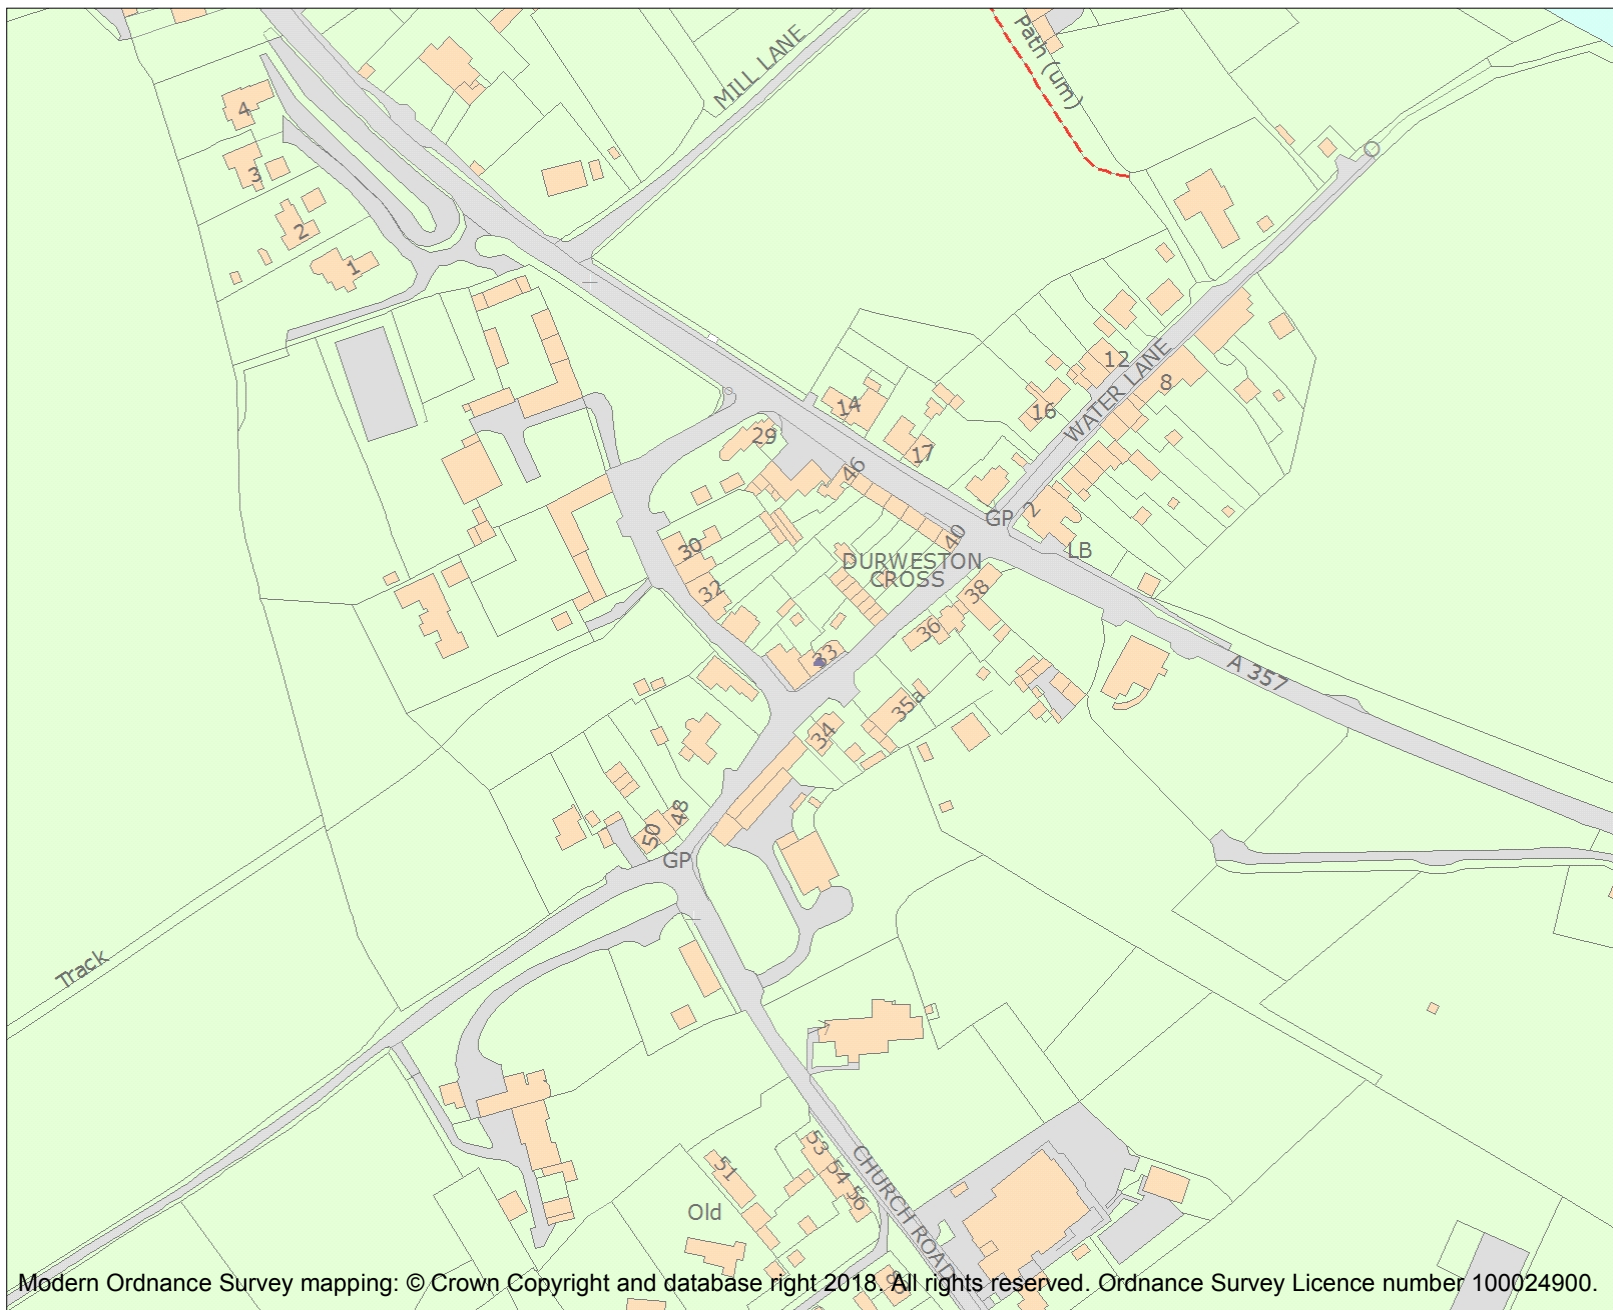 Path (um)
MILL LANE
4
3
2
1
12
8
WATER LANE
14
16
29
17
46
2
GP
40
LB
30
DURWESTON
CROSS
32
38
36
33
A 357
35a
34
48
50
GP
Track
7
53
51
54
56
CHURCH ROAD
Old
Modern Ordnance Survey mapping: © Crown Copyright and database right 2018. All rights reserved. Ordnance Survey Licence number 100024900.